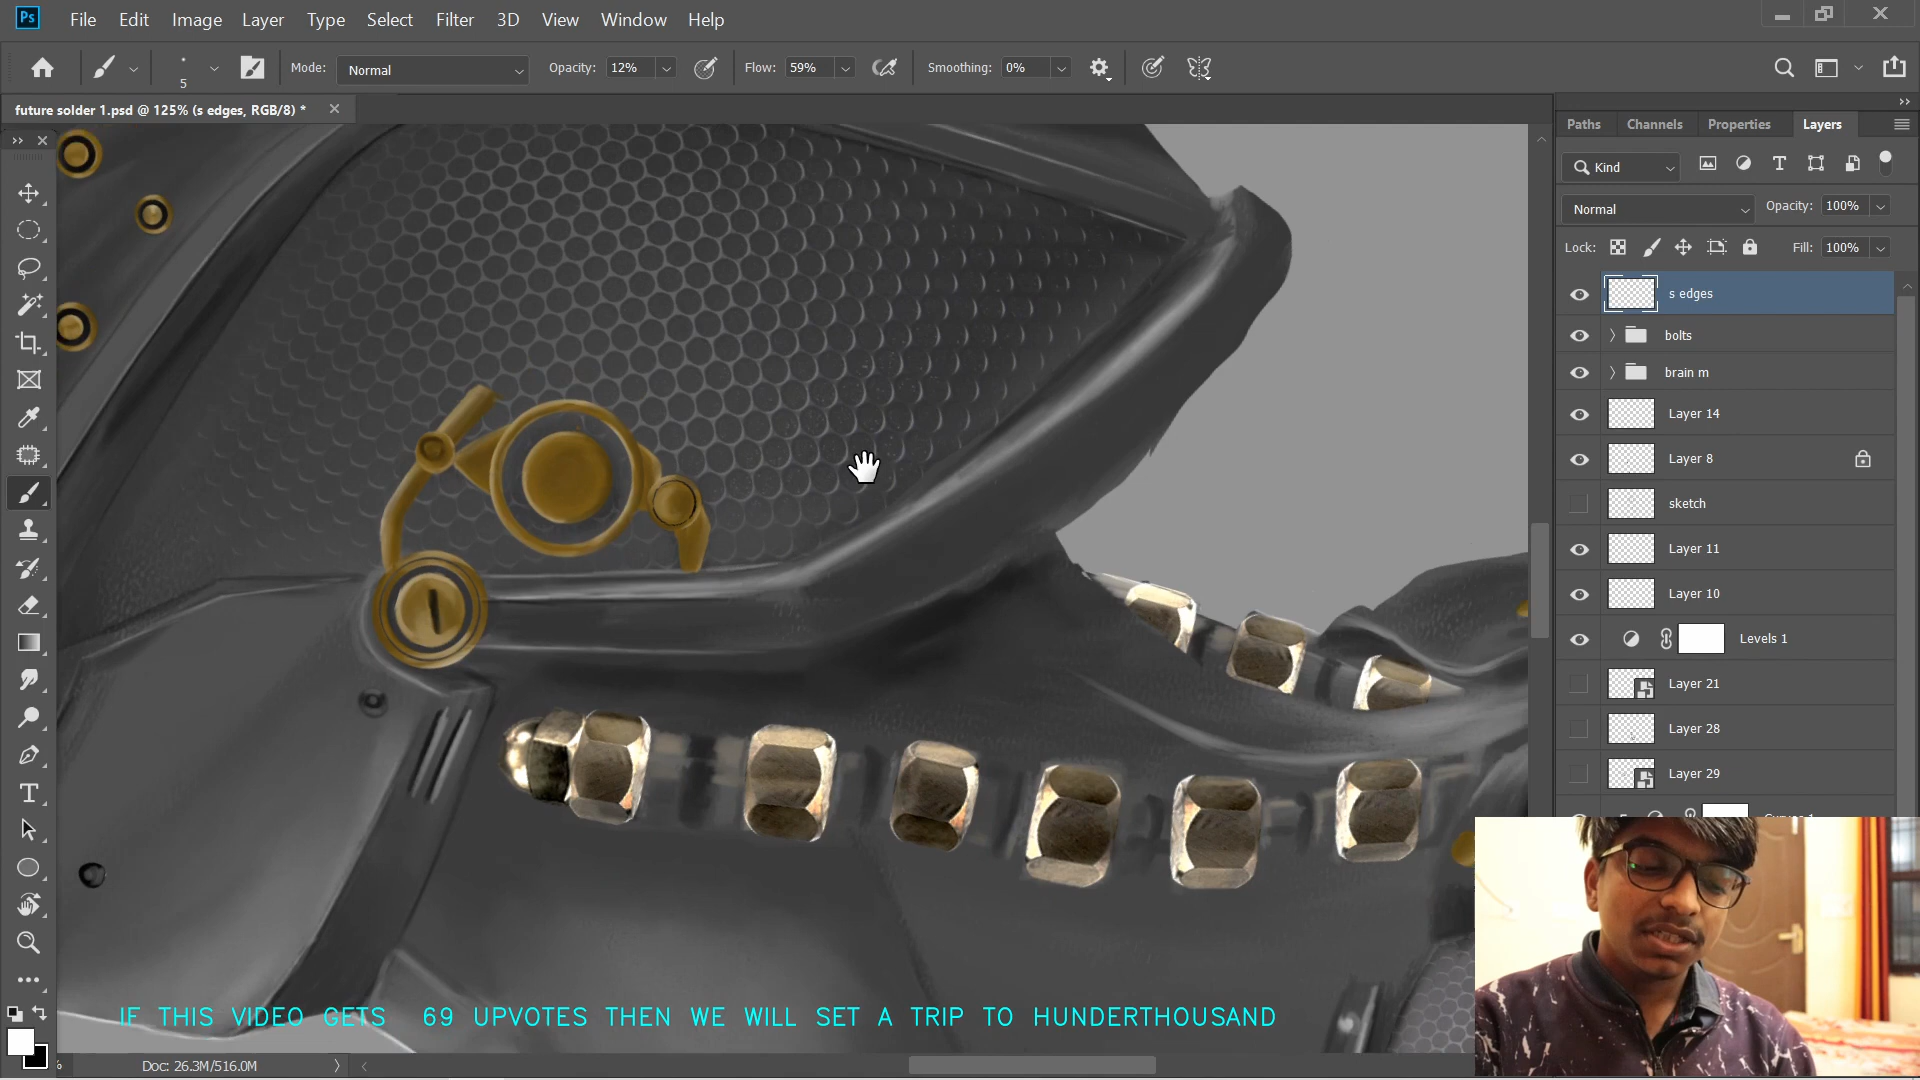 Ps File Edit Image Layer Type Select Filter 3D View Window Help
5 Mode: Normal Opacity: 12% Flow: 59% Smoothing: 0%
future solder 1.psd @ 125% (s edges, RGB/8) *
Paths Channels Properties Layers
Kind
Normal Opacity: 100%
Lock: Fill: 100%
s edges
bolts
brain m
Layer 14
Layer 8
sketch
Layer 11
Layer 10
Levels 1
Layer 21
Layer 28
Layer 29
IF THIS VIDEO GETS 69 UPVOTES THEN WE WILL SET A TRIP TO HUNDERTHOUSAND
% Doc: 26.3M/516.0M